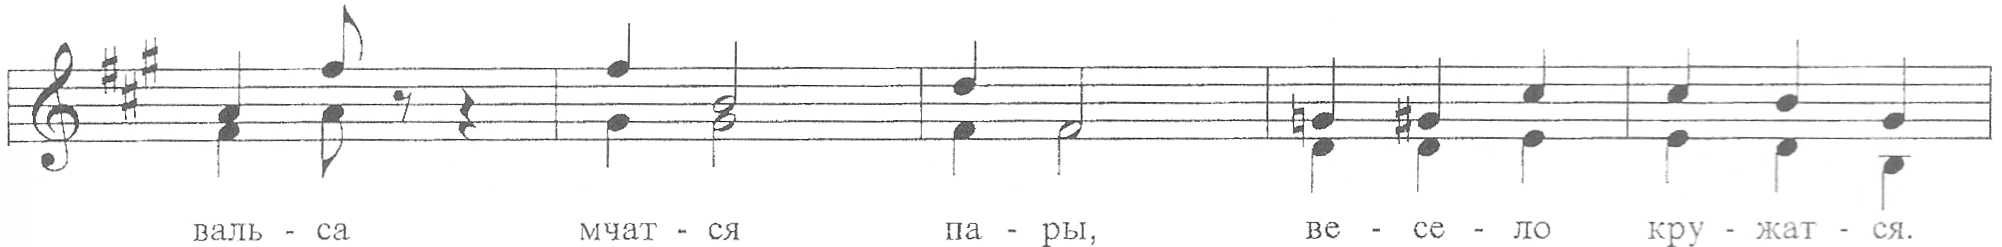 валь - са мчат - ся па - ры, ве - се - ло кру - жат - ся.